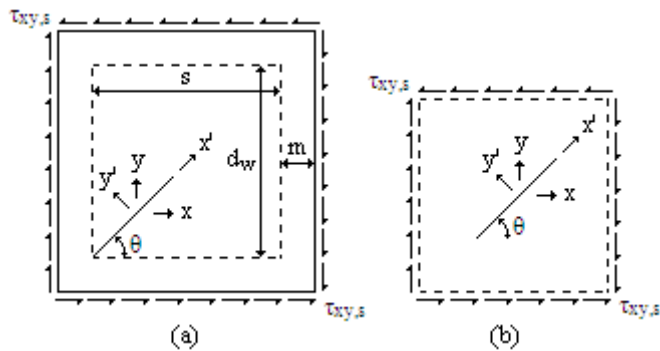 τxy,s
s
dw
m
x'
y'
y
x
θ
τxy,s
(a)
τxy,s
x'
y'
y
x
θ
τxy,s
(b)